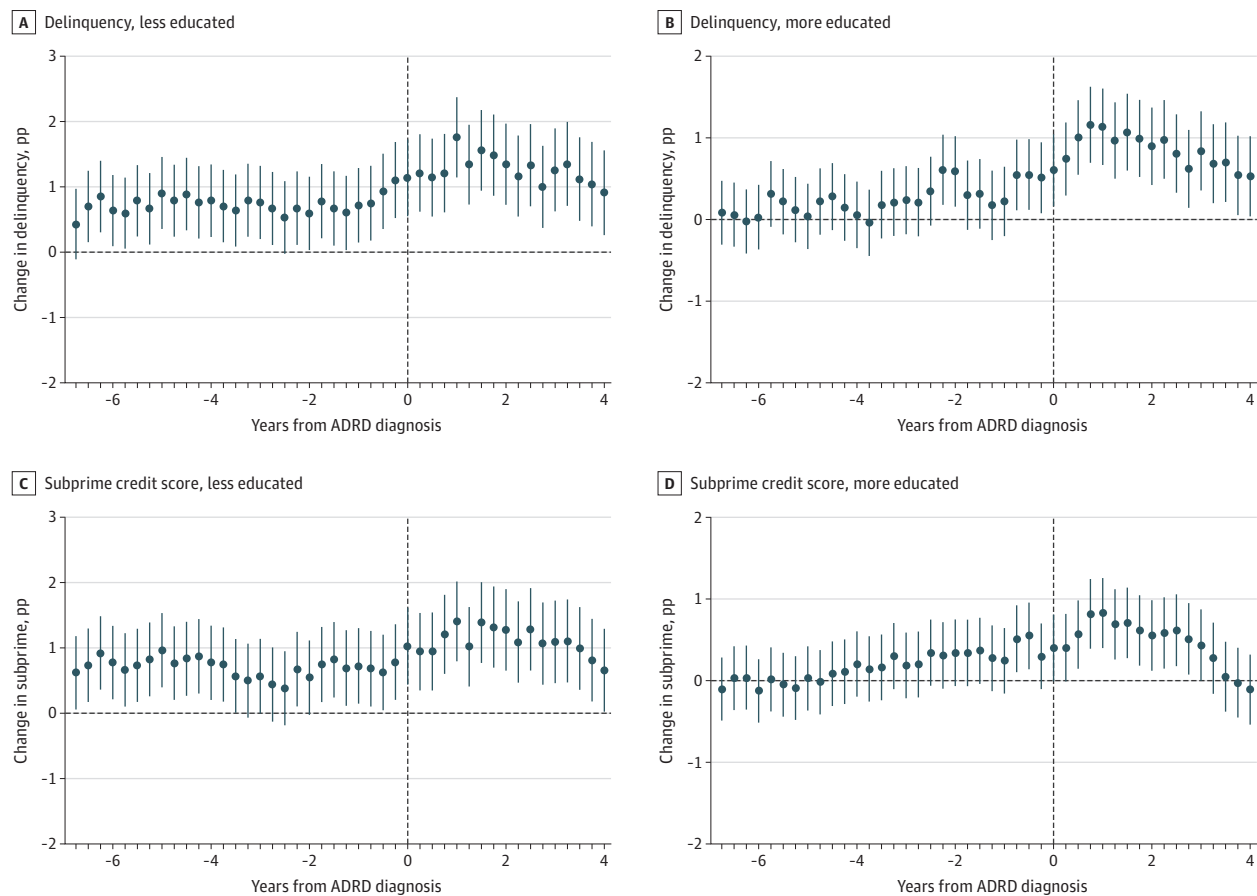 A Delinquency, less educated
3
2
1
0
-1
-2
Change in delinquency, pp
-6 -4 -2 0 2 4
Years from ADRD diagnosis
B Delinquency, more educated
2
1
0
-1
-2
Change in delinquency, pp
-6 -4 -2 0 2 4
Years from ADRD diagnosis
C Subprime credit score, less educated
3
2
1
0
-1
-2
Change in subprime, pp
-6 -4 -2 0 2 4
Years from ADRD diagnosis
D Subprime credit score, more educated
2
1
0
-1
-2
Change in subprime, pp
-6 -4 -2 0 2 4
Years from ADRD diagnosis